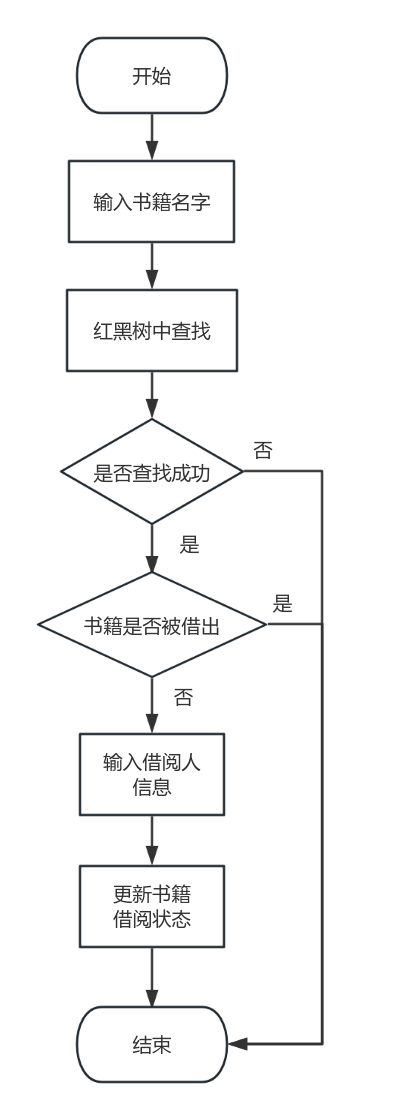 开始
输入书籍名字
红黑树中查找
是否查找成功
否
是
书籍是否被借出
是
否
输入借阅人
信息
更新书籍
借阅状态
结束